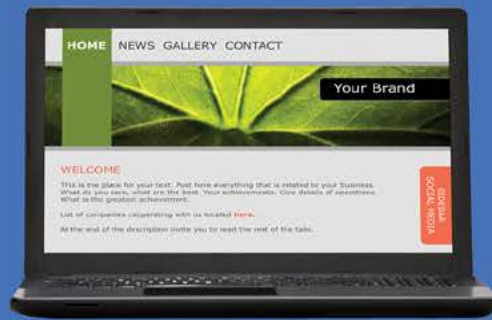 HOME NEWS GALLERY CONTACT
Your Brand
WELCOME
This is the place for your text. Post here everything that is related to your business.
What do you race, what are the best. Your achievements. Give details of operations.
What is the greatest achievement.
List of companies cooperating with us located here.
At the end of the description invite you to read the rest of the tabs.
SIDEBAR
SOCIAL MEDIA